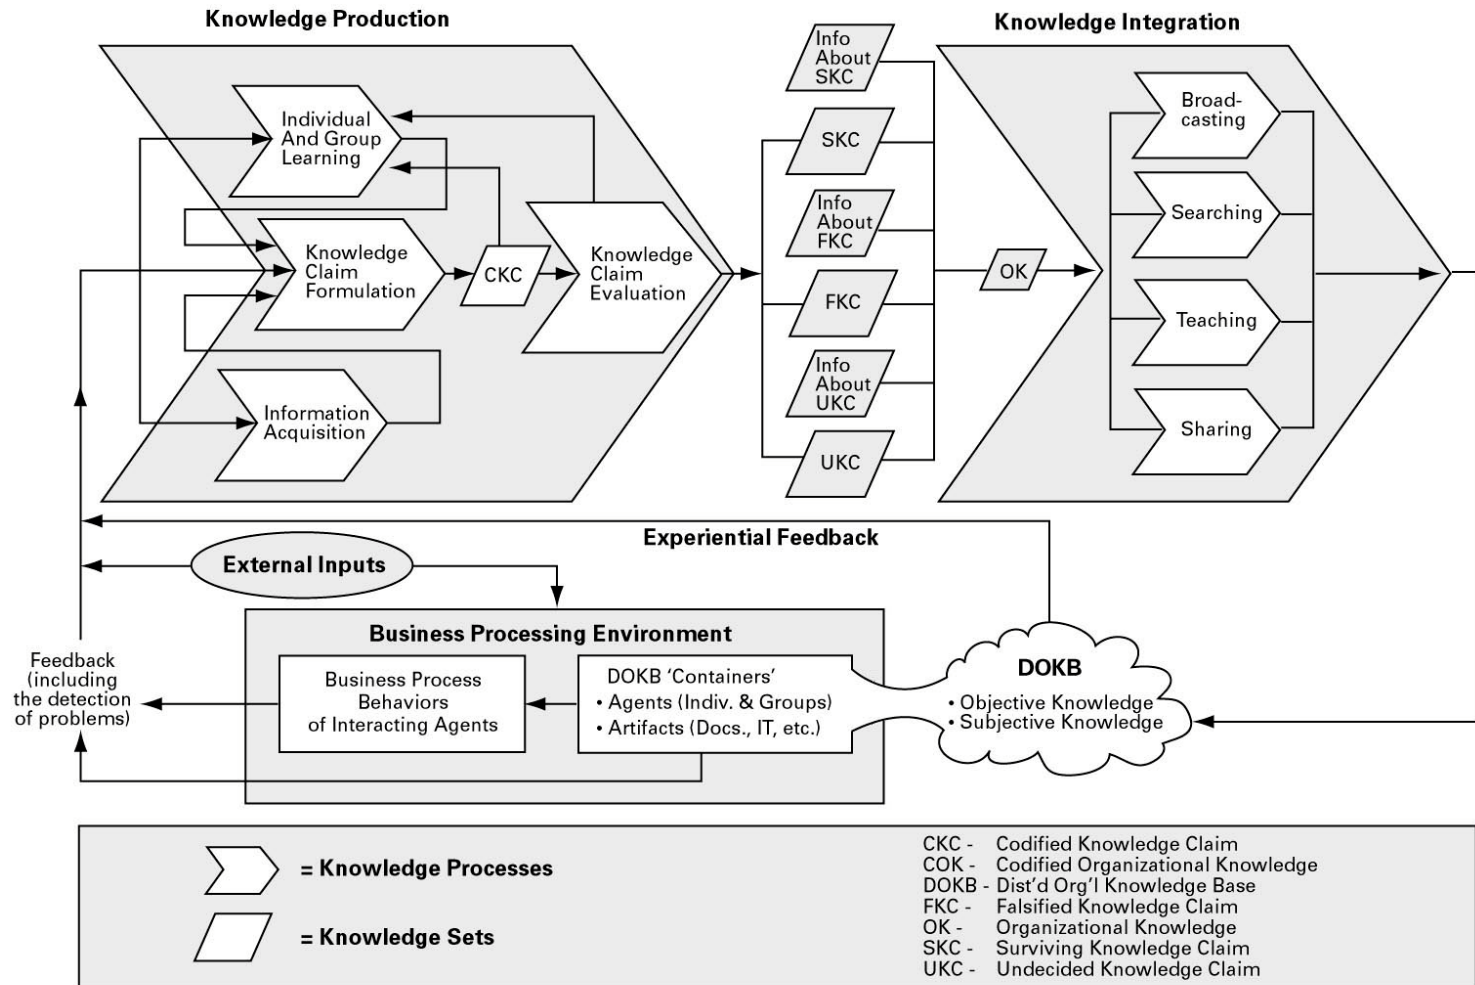 Knowledge Production
Knowledge Integration
Individual
And Group
Learning
Knowledge
Claim
Formulation
CKC
Knowledge
Claim
Evaluation
Information
Acquisition
Info
About
SKC
SKC
Info
About
FKC
FKC
Info
About
UKC
UKC
OK
Broad-
casting
Searching
Teaching
Sharing
Experiential Feedback
External Inputs
Business Processing Environment
Feedback
(including
the detection
of problems)
Business Process
Behaviors
of Interacting Agents
DOKB ‘Containers’
• Agents (Indiv. & Groups)
• Artifacts (Docs., IT, etc.)
DOKB
• Objective Knowledge
• Subjective Knowledge
= Knowledge Processes
= Knowledge Sets
CKC - Codified Knowledge Claim
COK - Codified Organizational Knowledge
DOKB - Dist’d Org’l Knowledge Base
FKC - Falsified Knowledge Claim
OK - Organizational Knowledge
SKC - Surviving Knowledge Claim
UKC - Undecided Knowledge Claim